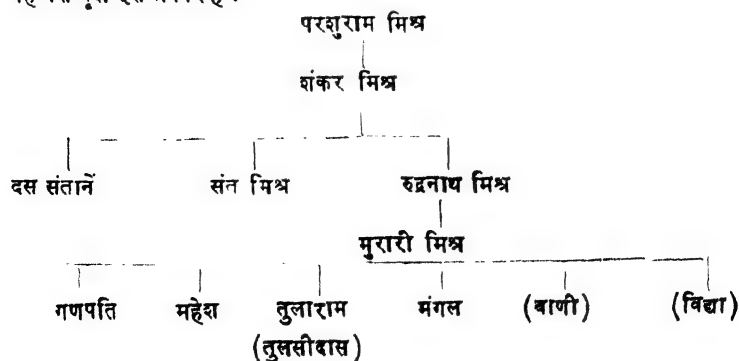 परशुराम मिश्र
शंकर मिश्र
दस संतानें संत मिश्र रुद्रनाथ मिश्र
मुरारी मिश्र
गणपति महेश तुलाराम मंगल (बाणी) (विद्या)
(तुलसीदास)